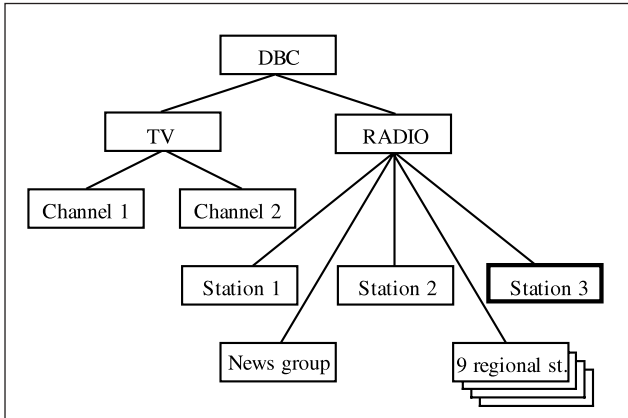 DBC
TV
RADIO
Channel 1
Channel 2
Station 1
Station 2
Station 3
News group
9 regional st.